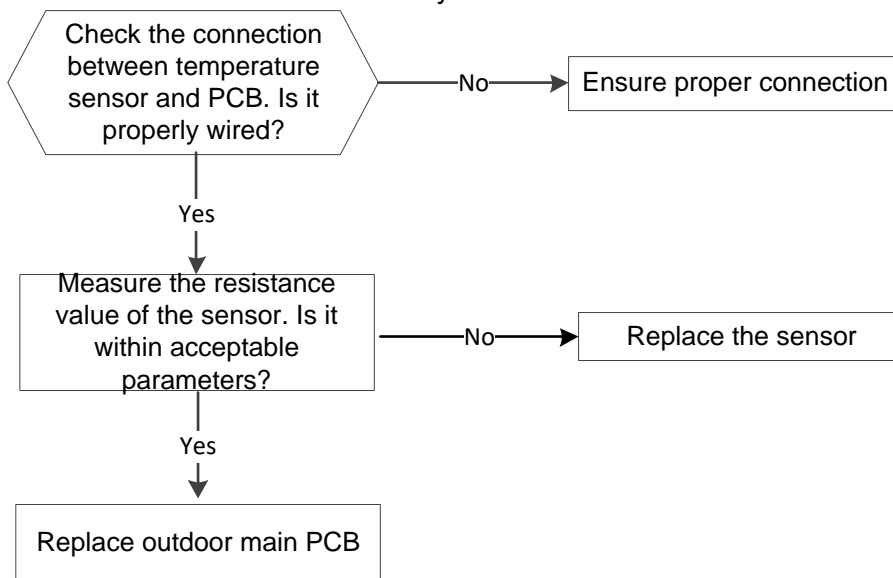 Check the connection
between temperature
sensor and PCB. Is it
properly wired?
No
Ensure proper connection
Yes
Measure the resistance
value of the sensor. Is it
within acceptable
parameters?
No
Replace the sensor
Yes
Replace outdoor main PCB